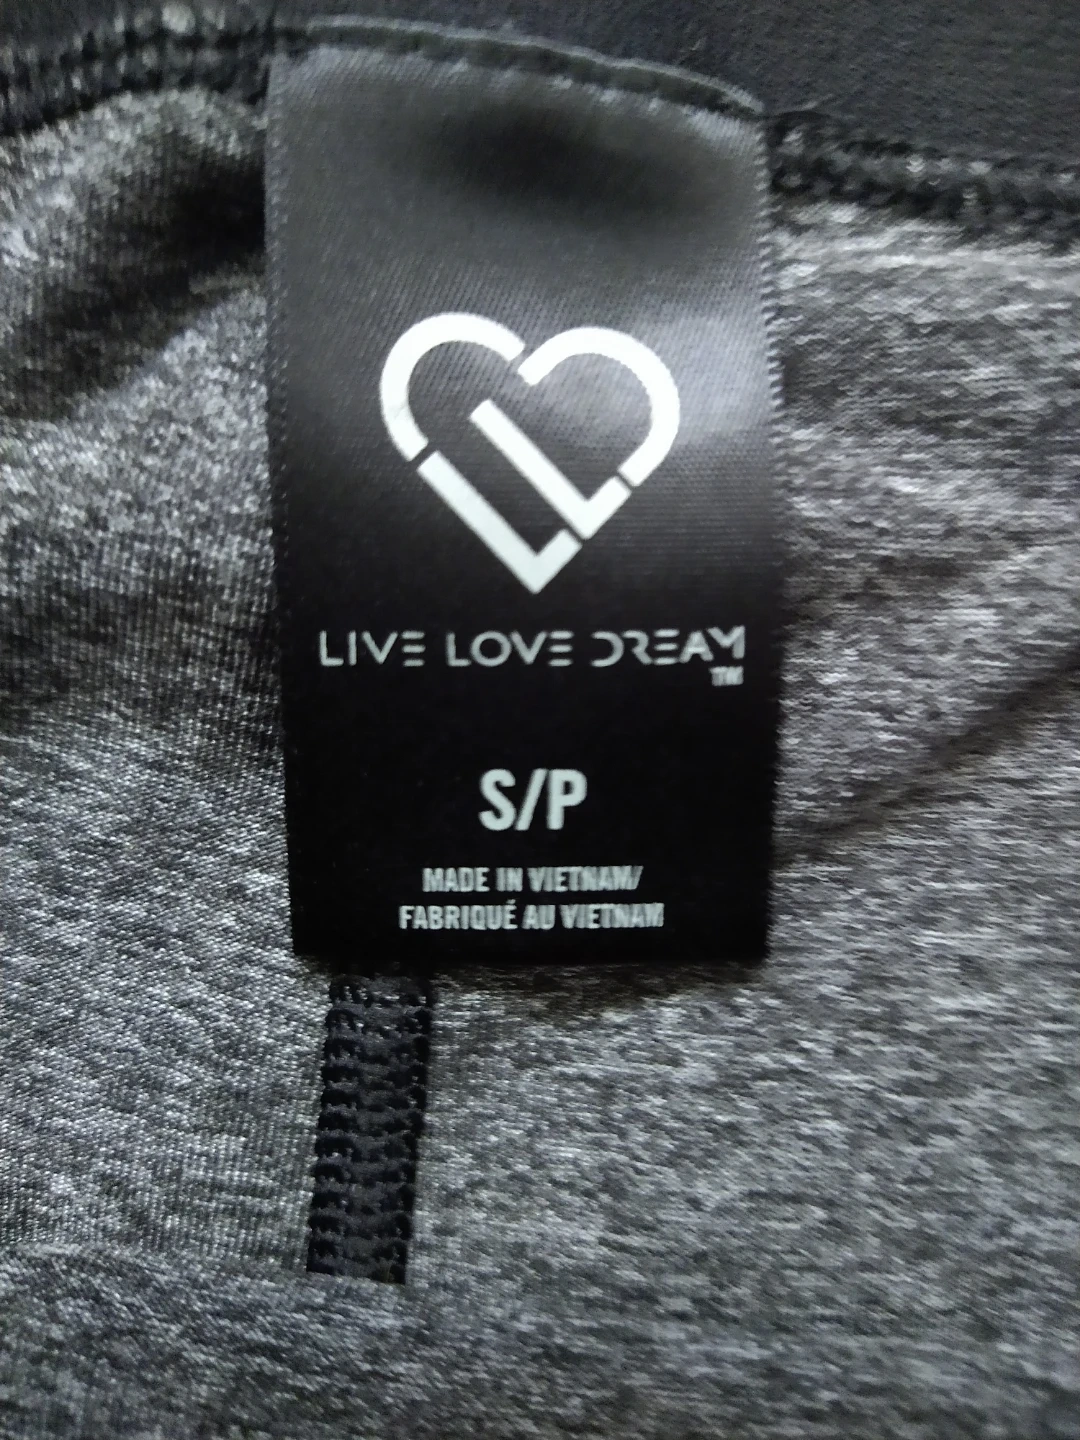 LIVE LOVE DREAM
TM
S/P
MADE IN VIETNAM/
FABRIQUÉ AU VIETNAM